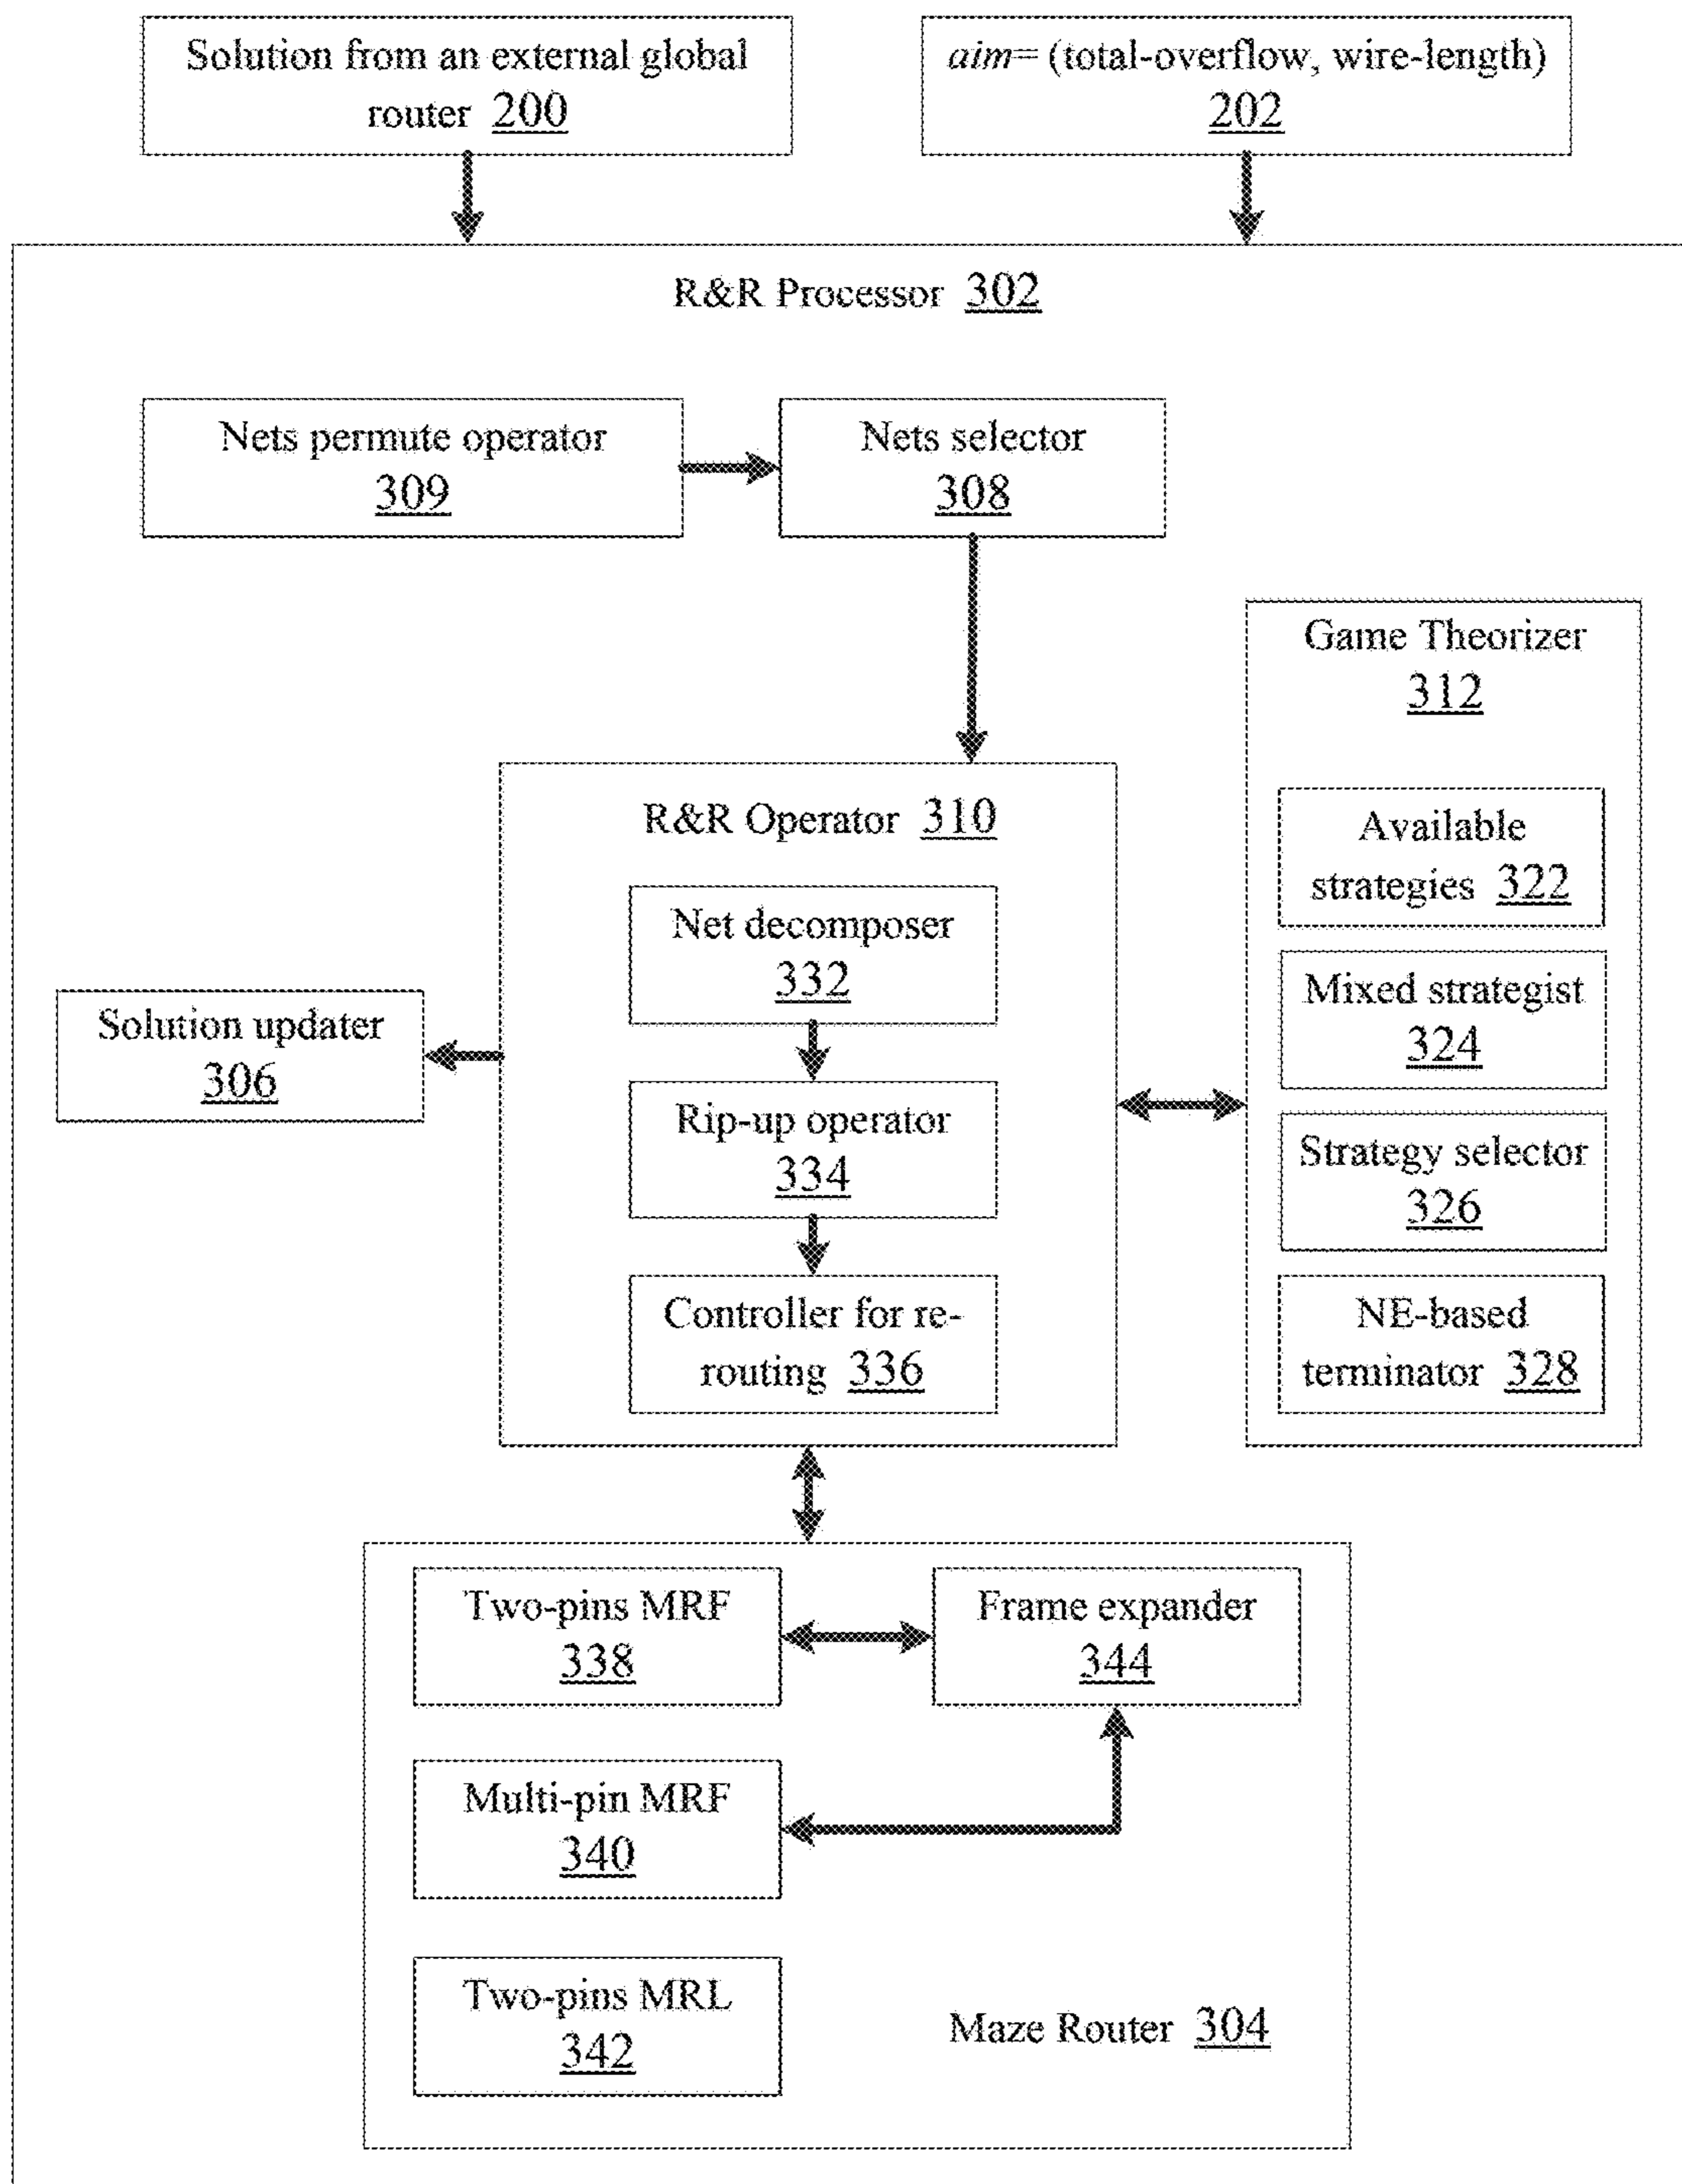 Solution from an external global
router 200
aim= (total-overflow, wire-length)
202
R&R Processor 302
Nets permute operator
309
Nets selector
308
Game Theorizer
312
Available
strategies 322
Mixed strategist
324
Strategy selector
326
NE-based
terminator 328
R&R Operator 310
Net decomposer
332
Rip-up operator
334
Controller for re-
routing 336
Solution updater
306
Two-pins MRF
338
Frame expander
344
Multi-pin MRF
340
Two-pins MRL
342
Maze Router 304